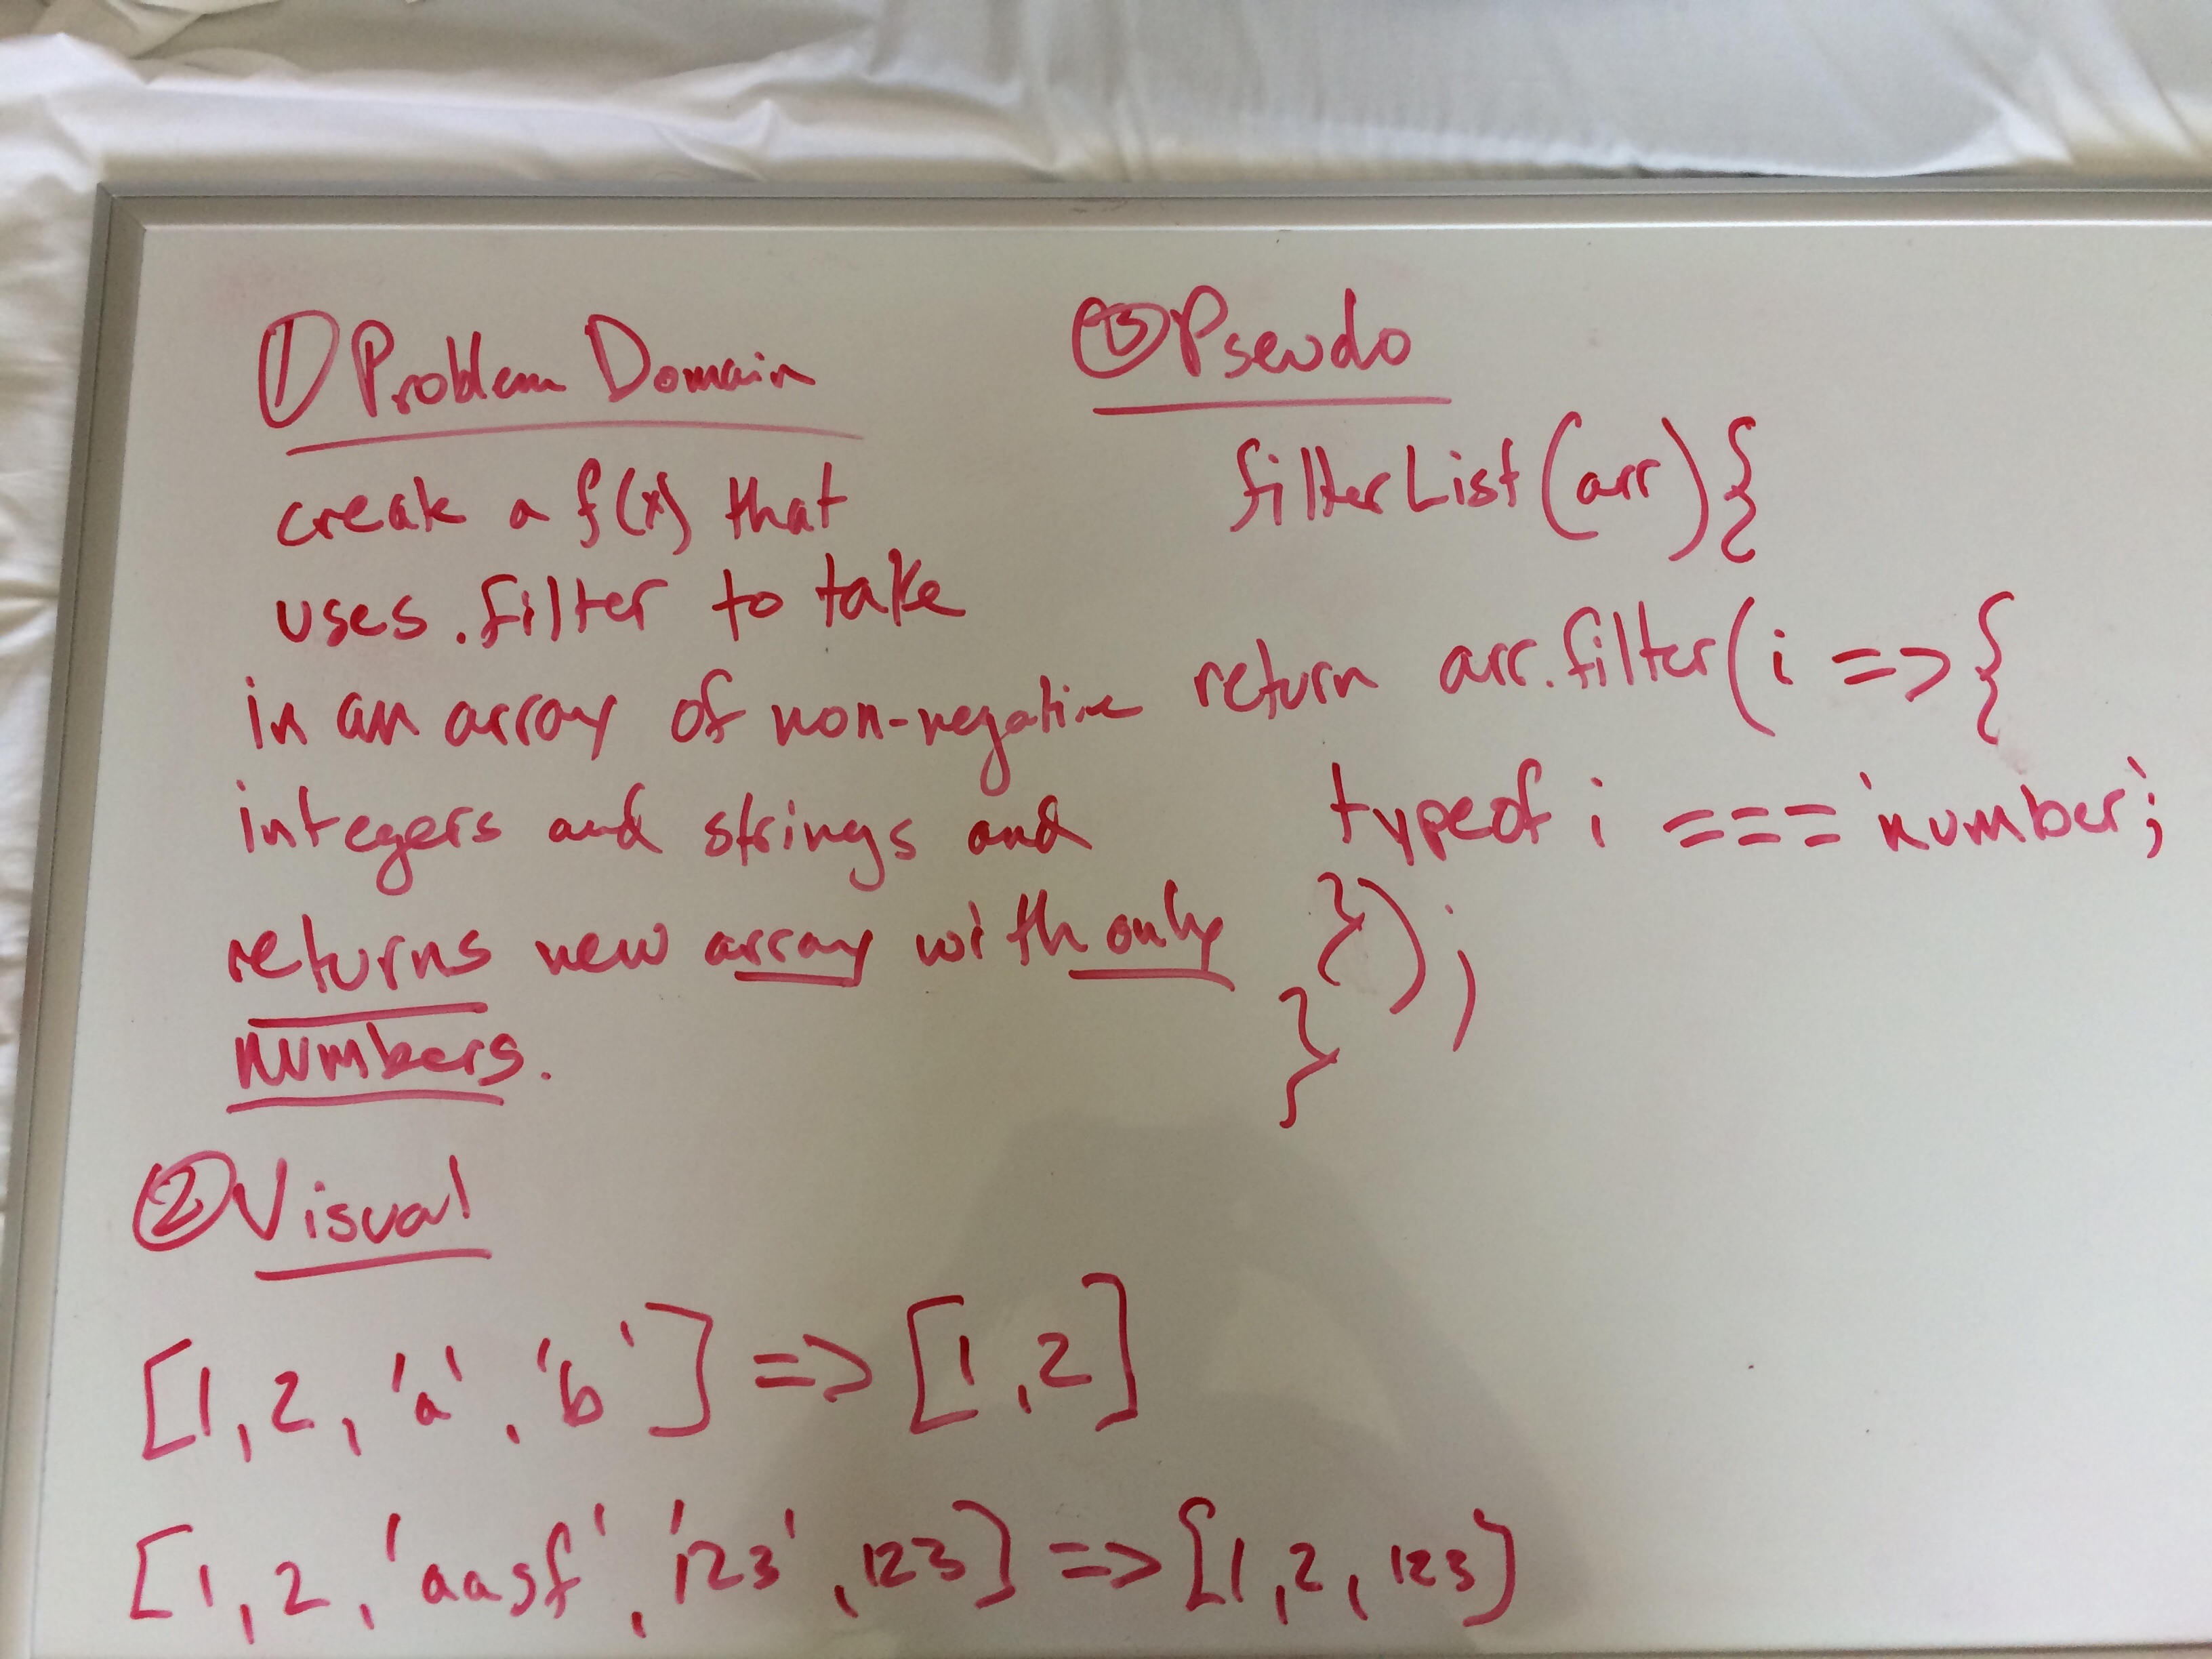 ① Problem Domain
create a f(x) that
uses .filter to take
in an array of non-negative
integers and strings and
returns new array with only
numbers.
② Visual
[1, 2, 'a', 'b'] => [1, 2]
[1, 2, 'aasf', '123', 123] => [1, 2, 123]
③ Pseudo
filterList(arr){
return arr.filter(i => {
typeof i === 'number';
});
}